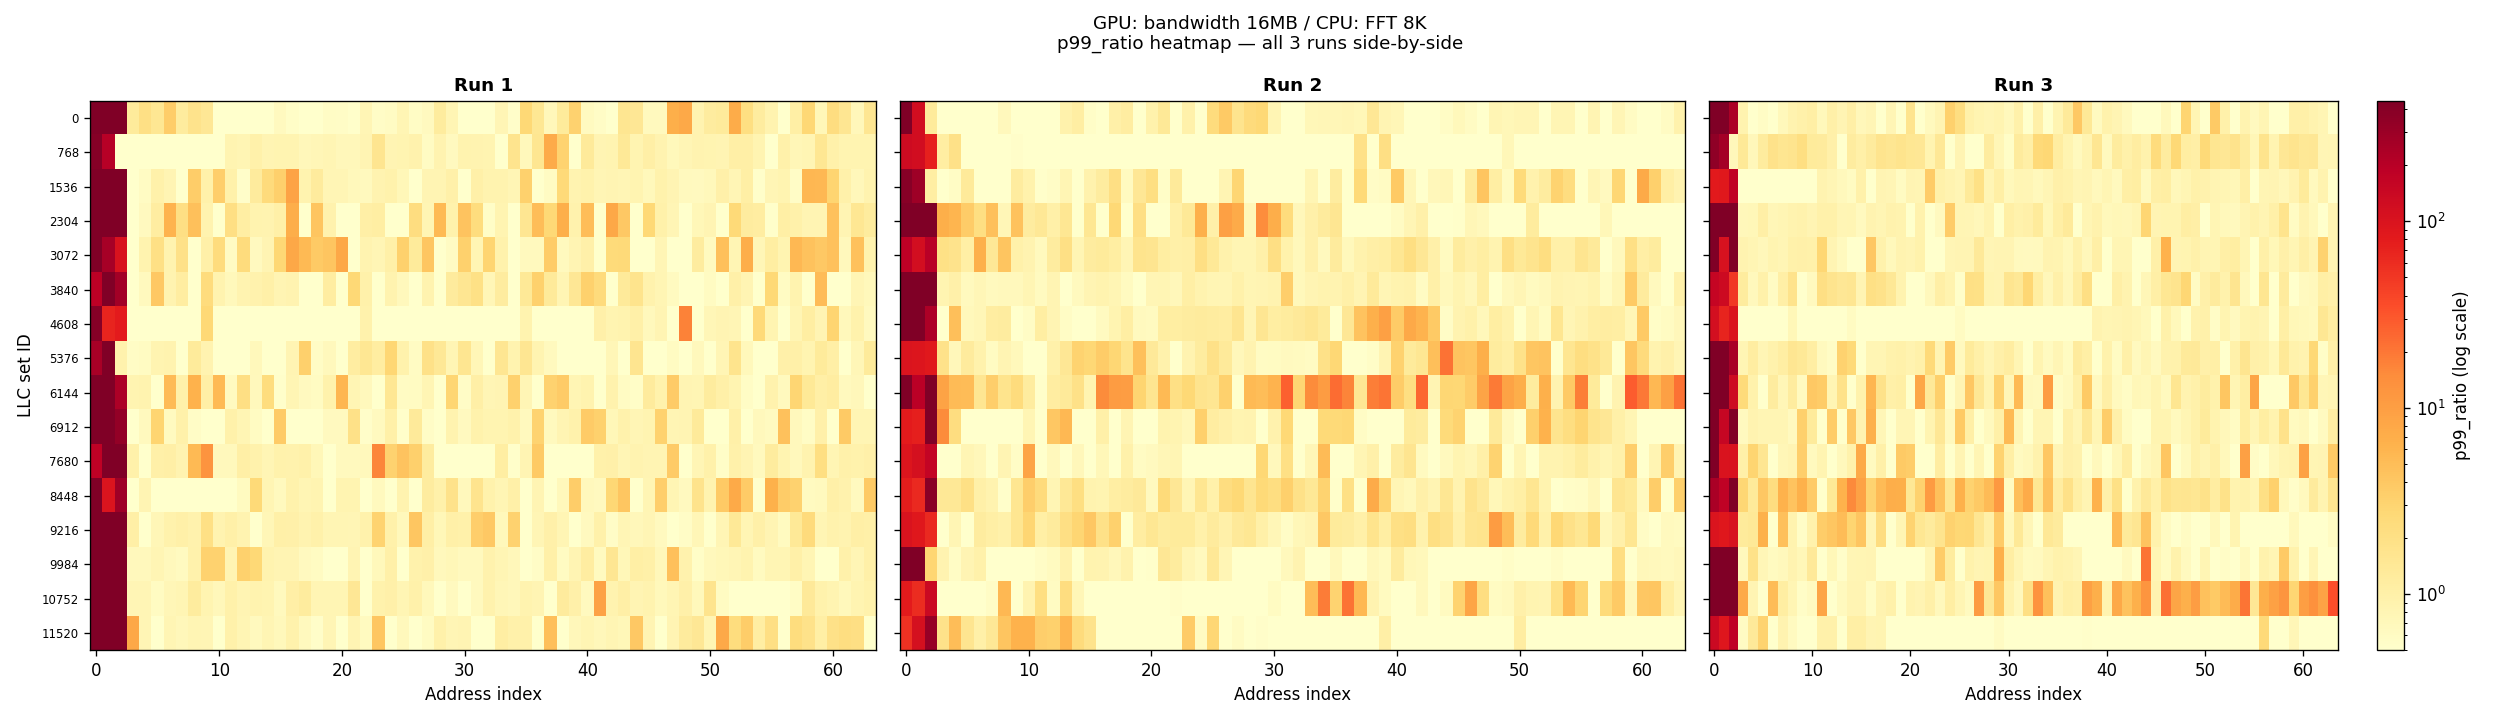 GPU: bandwidth 16MB / CPU: FFT 8K
p99_ratio heatmap — all 3 runs side-by-side
Run 1
Run 2
Run 3
LLC set ID
0
768
1536
2304
3072
3840
4608
5376
6144
6912
7680
8448
9216
9984
10752
11520
0 10 20 30 40 50 60
0 10 20 30 40 50 60
0 10 20 30 40 50 60
Address index
Address index
Address index
10²
10¹
10⁰
p99_ratio (log scale)